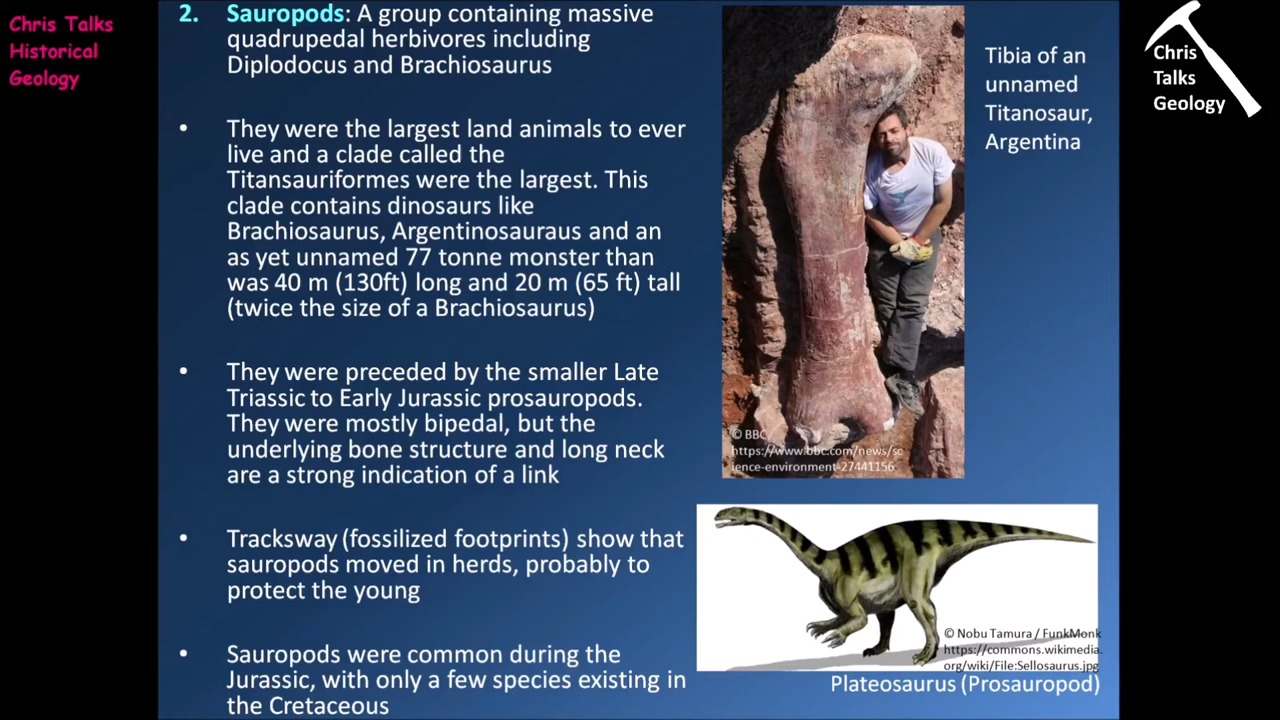 Chris Talks
Historical
Geology
2. Sauropods: A group containing massive
quadrupedal herbivores including
Diplodocus and Brachiosaurus
• They were the largest land animals to ever
live and a clade called the
Titansauriformes were the largest. This
clade contains dinosaurs like
Brachiosaurus, Argentinosauraus and an
as yet unnamed 77 tonne monster than
was 40 m (130ft) long and 20 m (65 ft) tall
(twice the size of a Brachiosaurus)
• They were preceded by the smaller Late
Triassic to Early Jurassic prosauropods.
They were mostly bipedal, but the
underlying bone structure and long neck
are a strong indication of a link
• Tracksway (fossilized footprints) show that
sauropods moved in herds, probably to
protect the young
• Sauropods were common during the
Jurassic, with only a few species existing in
the Cretaceous
© BBC
https://www.bbc.com/news/sc
ience-environment-27441156
Tibia of an
unnamed
Titanosaur,
Argentina
Chris
Talks
Geology
© Nobu Tamura / FunkMonk
https://commons.wikimedia.
org/wiki/File:Sellosaurus.jpg
Plateosaurus (Prosauropod)